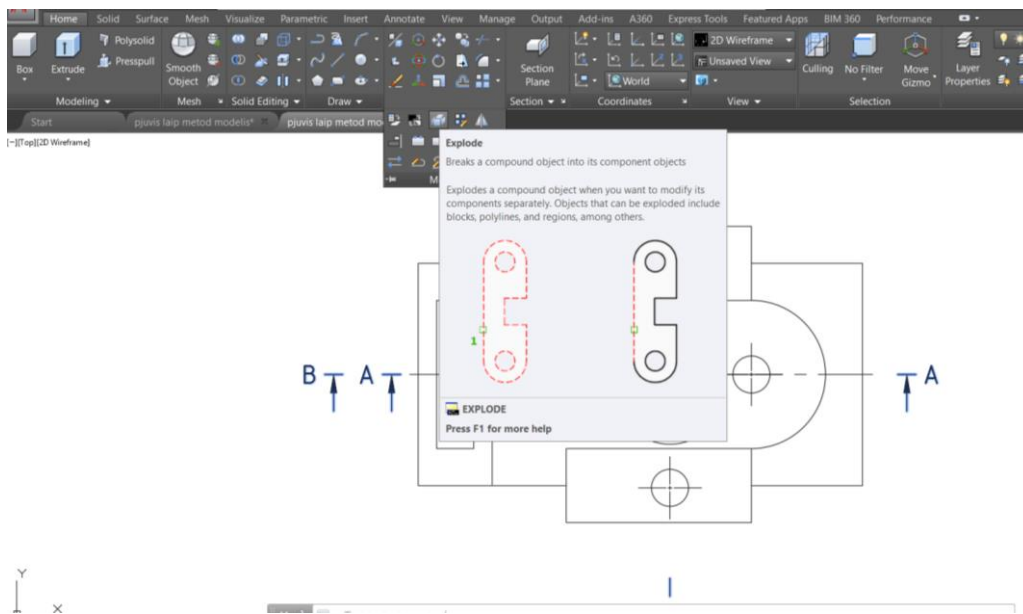 Home Solid Surface Mesh Visualize Parametric Insert Annotate View Manage Output Add-ins A360 Express Tools Featured Apps BIM 360 Performance
Polysolid
Presspull
Box
Extrude
Smooth
Object
Section
Plane
World
2D Wireframe
Unsaved View
Culling
No Filter
Move
Gizmo
Layer
Properties
Modeling
Mesh
Solid Editing
Draw
Section
Coordinates
View
Selection
Start
pjuvis laip metod modelis*
pjuvis laip metod mo
[−][Top][2D Wireframe]
Explode
Breaks a compound object into its component objects
Explodes a compound object when you want to modify its
components separately. Objects that can be exploded include
blocks, polylines, and regions, among others.
1
EXPLODE
Press F1 for more help
B A A
Y
X